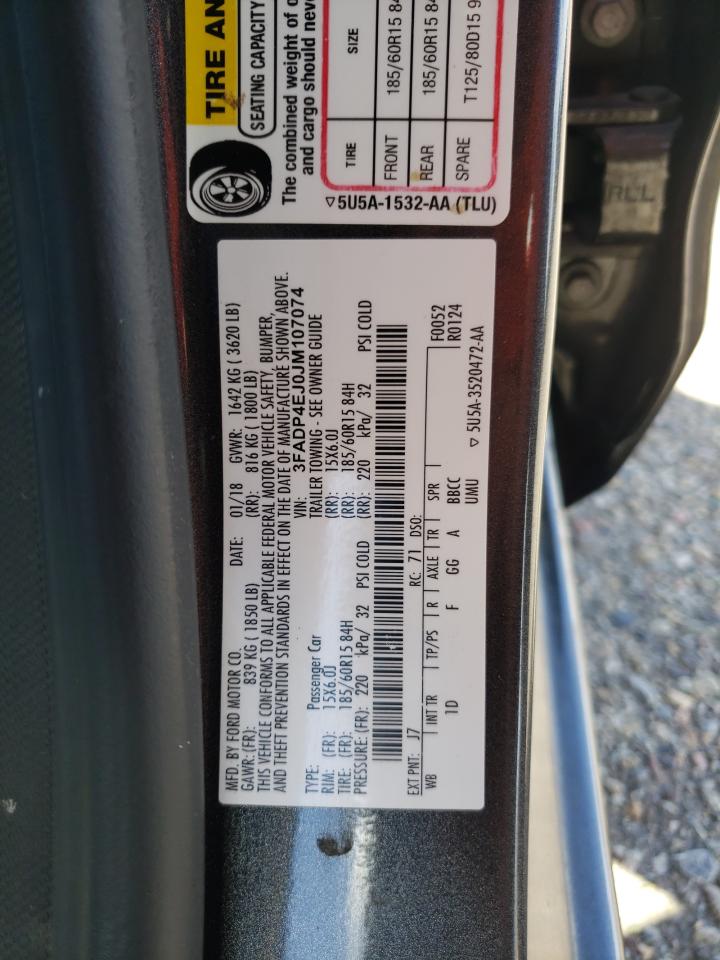 TIRE AN
SEATING CAPACITY
The combined weight of o
and cargo should neve
TIRE SIZE
FRONT 185/60R15 84
REAR 185/60R15 84
SPARE T125/80D15 9
▽5U5A-1532-AA (TLU)
MFD. BY FORD MOTOR CO. DATE: 01/18 GVWR: 1642 KG ( 3620 LB)
GAWR: (FR): 839 KG ( 1850 LB) (RR): 816 KG ( 1800 LB)
THIS VEHICLE CONFORMS TO ALL APPLICABLE FEDERAL MOTOR VEHICLE SAFETY, BUMPER,
AND THEFT PREVENTION STANDARDS IN EFFECT ON THE DATE OF MANUFACTURE SHOWN ABOVE.
VIN: 3FADP4EJ0JM107074
TYPE: Passenger Car TRAILER TOWING - SEE OWNER GUIDE
RIM: (FR): 15X6.0J (RR): 15X6.0J
TIRE: (FR): 185/60R15 84H (RR): 185/60R15 84H
PRESSURE: (FR): 220 kPa/ 32 PSI COLD (RR): 220 kPa/ 32 PSI COLD
EXT PNT: J7 RC: 71 DSO: F0052
WB INT TR TP/PS R AXLE TR SPR R0124
1D F GG A BBCC
UMU ▽ 5U5A-3520472-AA